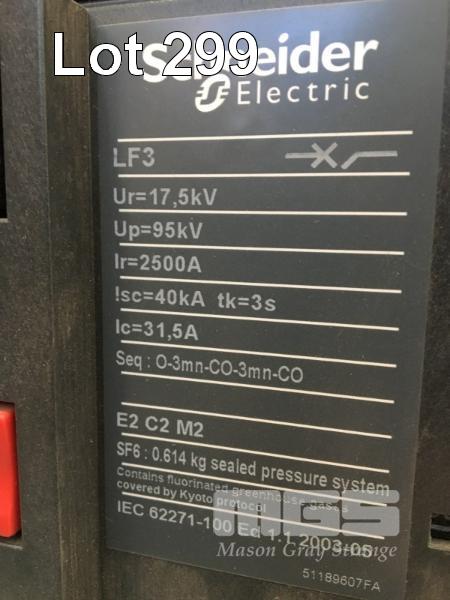 Lot 299
Schneider
Electric
LF3
Ur=17,5kV
Up=95kV
Ir=2500A
Isc=40kA tk=3s
Ic=31,5A
Seq : O-3mn-CO-3mn-CO
E2 C2 M2
SF6 : 0.614 kg sealed pressure system
Contains fluorinated greenhouse gases
covered by Kyoto protocol
IEC 62271-100 Ed 1.1 2003-05
MGS
Mason Gray Strange
51189607FA